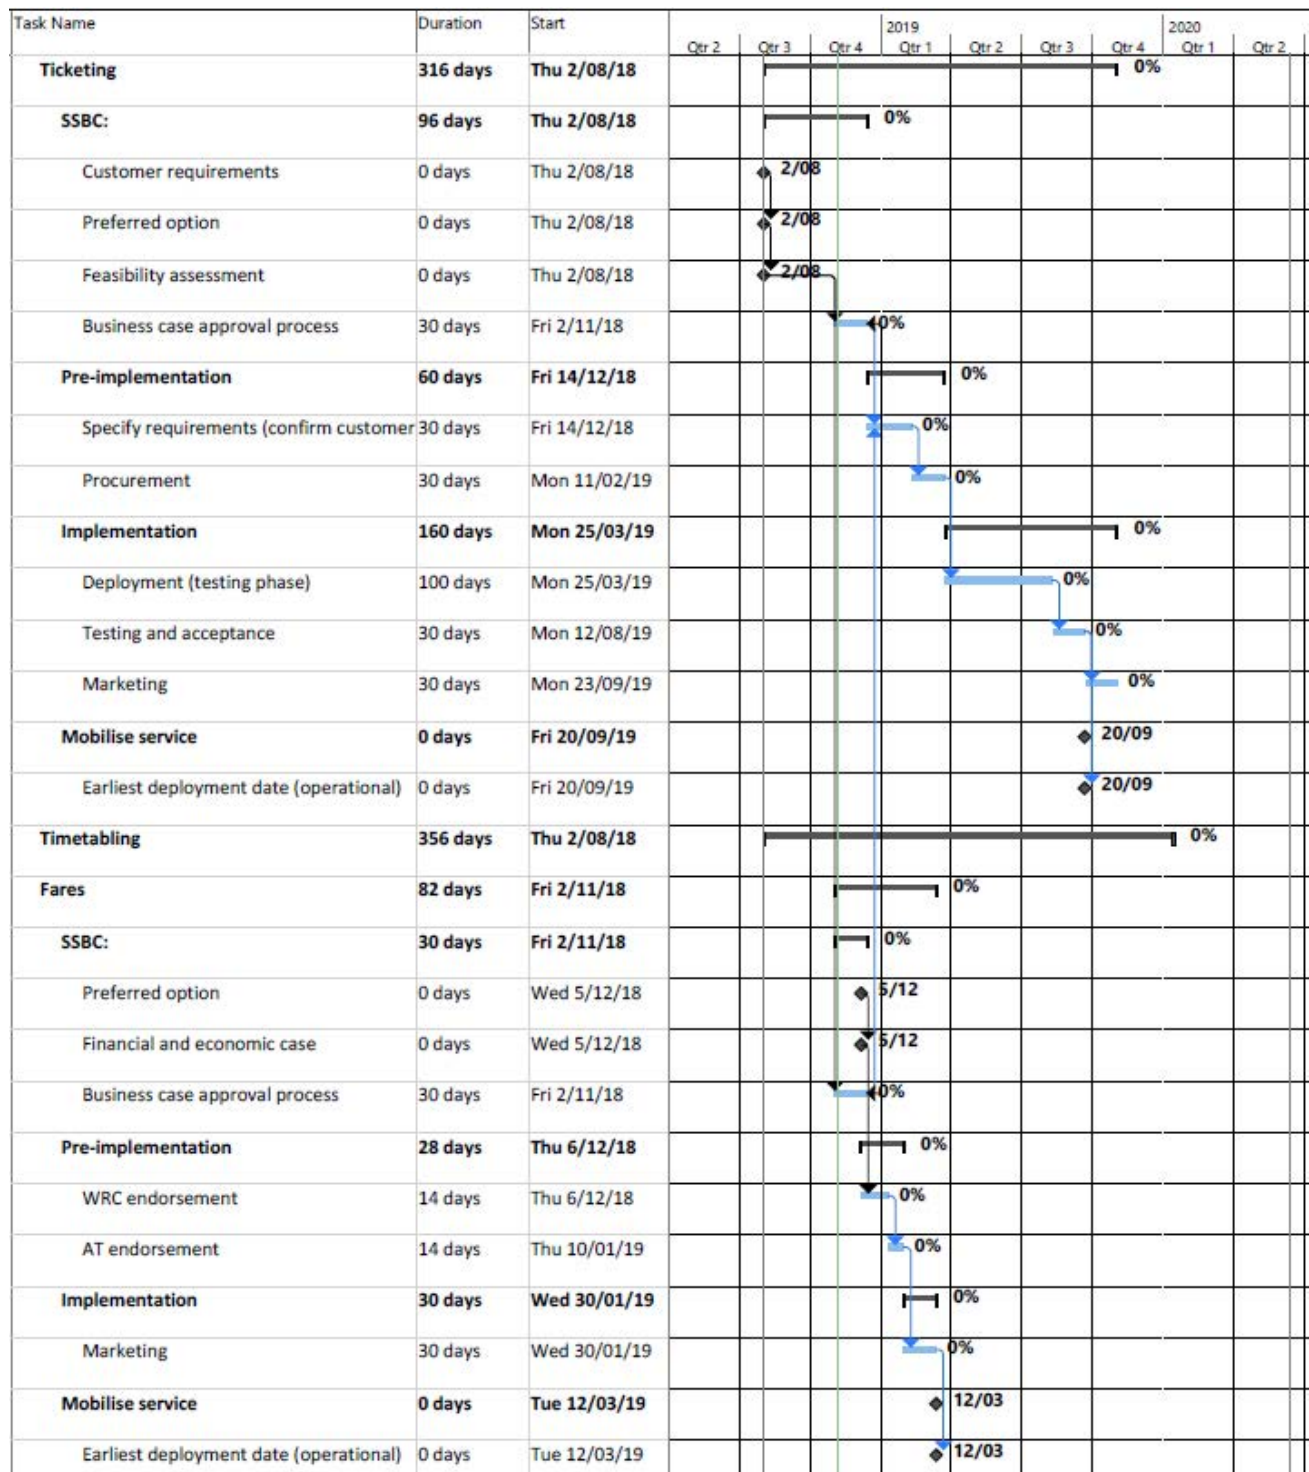 Task Name Duration Start 2019 2020
Qtr 2 Qtr 3 Qtr 4 Qtr 1 Qtr 2 Qtr 3 Qtr 4 Qtr 1 Qtr 2
Ticketing 316 days Thu 2/08/18 0%
SSBC: 96 days Thu 2/08/18 0%
Customer requirements 0 days Thu 2/08/18 2/08
Preferred option 0 days Thu 2/08/18 2/08
Feasibility assessment 0 days Thu 2/08/18 2/08
Business case approval process 30 days Fri 2/11/18 0%
Pre-implementation 60 days Fri 14/12/18 0%
Specify requirements (confirm customer 30 days Fri 14/12/18 0%
Procurement 30 days Mon 11/02/19 0%
Implementation 160 days Mon 25/03/19 0%
Deployment (testing phase) 100 days Mon 25/03/19 0%
Testing and acceptance 30 days Mon 12/08/19 0%
Marketing 30 days Mon 23/09/19 0%
Mobilise service 0 days Fri 20/09/19 20/09
Earliest deployment date (operational) 0 days Fri 20/09/19 20/09
Timetabling 356 days Thu 2/08/18 0%
Fares 82 days Fri 2/11/18 0%
SSBC: 30 days Fri 2/11/18 0%
Preferred option 0 days Wed 5/12/18 5/12
Financial and economic case 0 days Wed 5/12/18 5/12
Business case approval process 30 days Fri 2/11/18 0%
Pre-implementation 28 days Thu 6/12/18 0%
WRC endorsement 14 days Thu 6/12/18 0%
AT endorsement 14 days Thu 10/01/19 0%
Implementation 30 days Wed 30/01/19 0%
Marketing 30 days Wed 30/01/19 0%
Mobilise service 0 days Tue 12/03/19 12/03
Earliest deployment date (operational) 0 days Tue 12/03/19 12/03